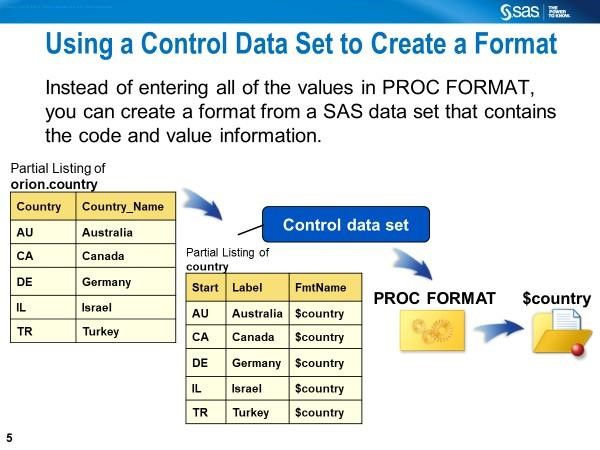 sas THE POWER TO KNOW.
Using a Control Data Set to Create a Format
Instead of entering all of the values in PROC FORMAT,
you can create a format from a SAS data set that contains
the code and value information.
Partial Listing of
orion.country
Country Country_Name
AU Australia
CA Canada
DE Germany
IL Israel
TR Turkey
Control data set
Partial Listing of
country
Start Label FmtName
AU Australia $country
CA Canada $country
DE Germany $country
IL Israel $country
TR Turkey $country
PROC FORMAT $country
5